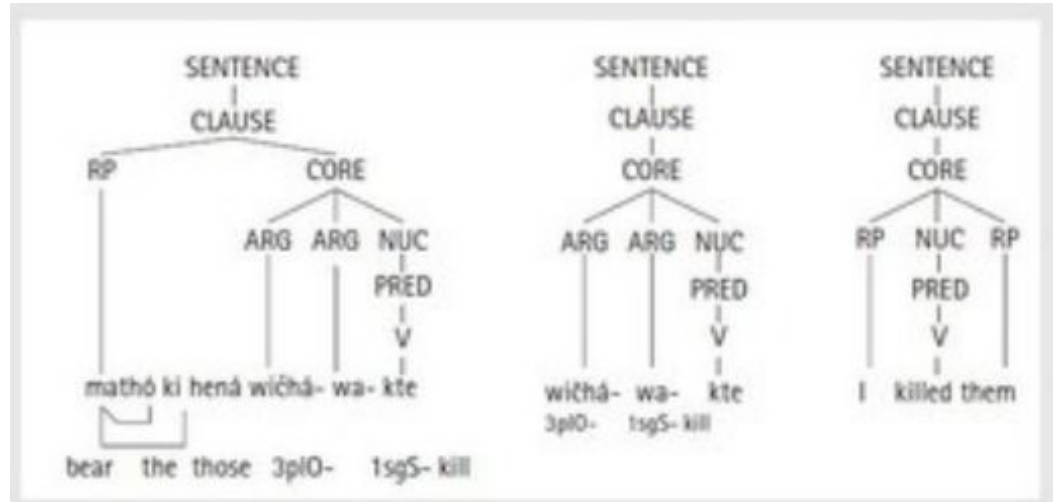 SENTENCE SENTENCE SENTENCE
CLAUSE CLAUSE CLAUSE
RP CORE CORE CORE
ARG ARG NUC ARG ARG NUC RP NUC RP
PRED PRED PRED
V V V
mathó ki hená wičhá- wa- kte wičhá- wa- kte I killed them
3plO- 1sgS- kill
bear the those 3plO- 1sgS- kill